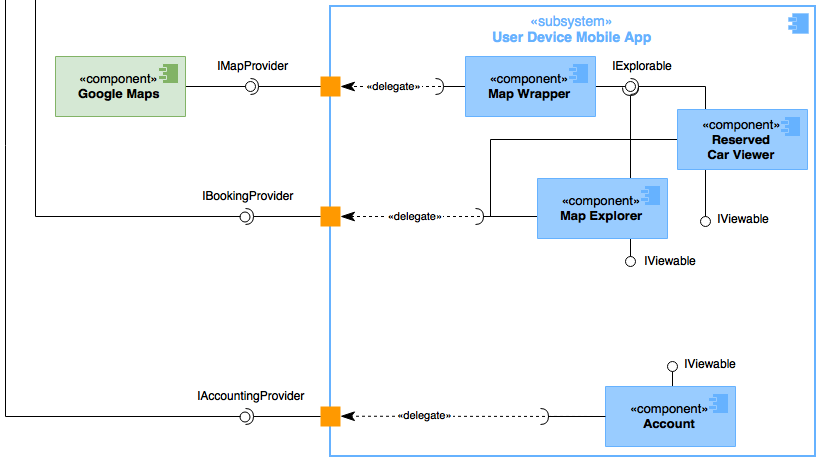 «subsystem»
User Device Mobile App
«component»
Google Maps
IMapProvider
«delegate»
«component»
Map Wrapper
IExplorable
«component»
Reserved
Car Viewer
IBookingProvider
«delegate»
«component»
Map Explorer
IViewable
IViewable
IAccountingProvider
«delegate»
IViewable
«component»
Account